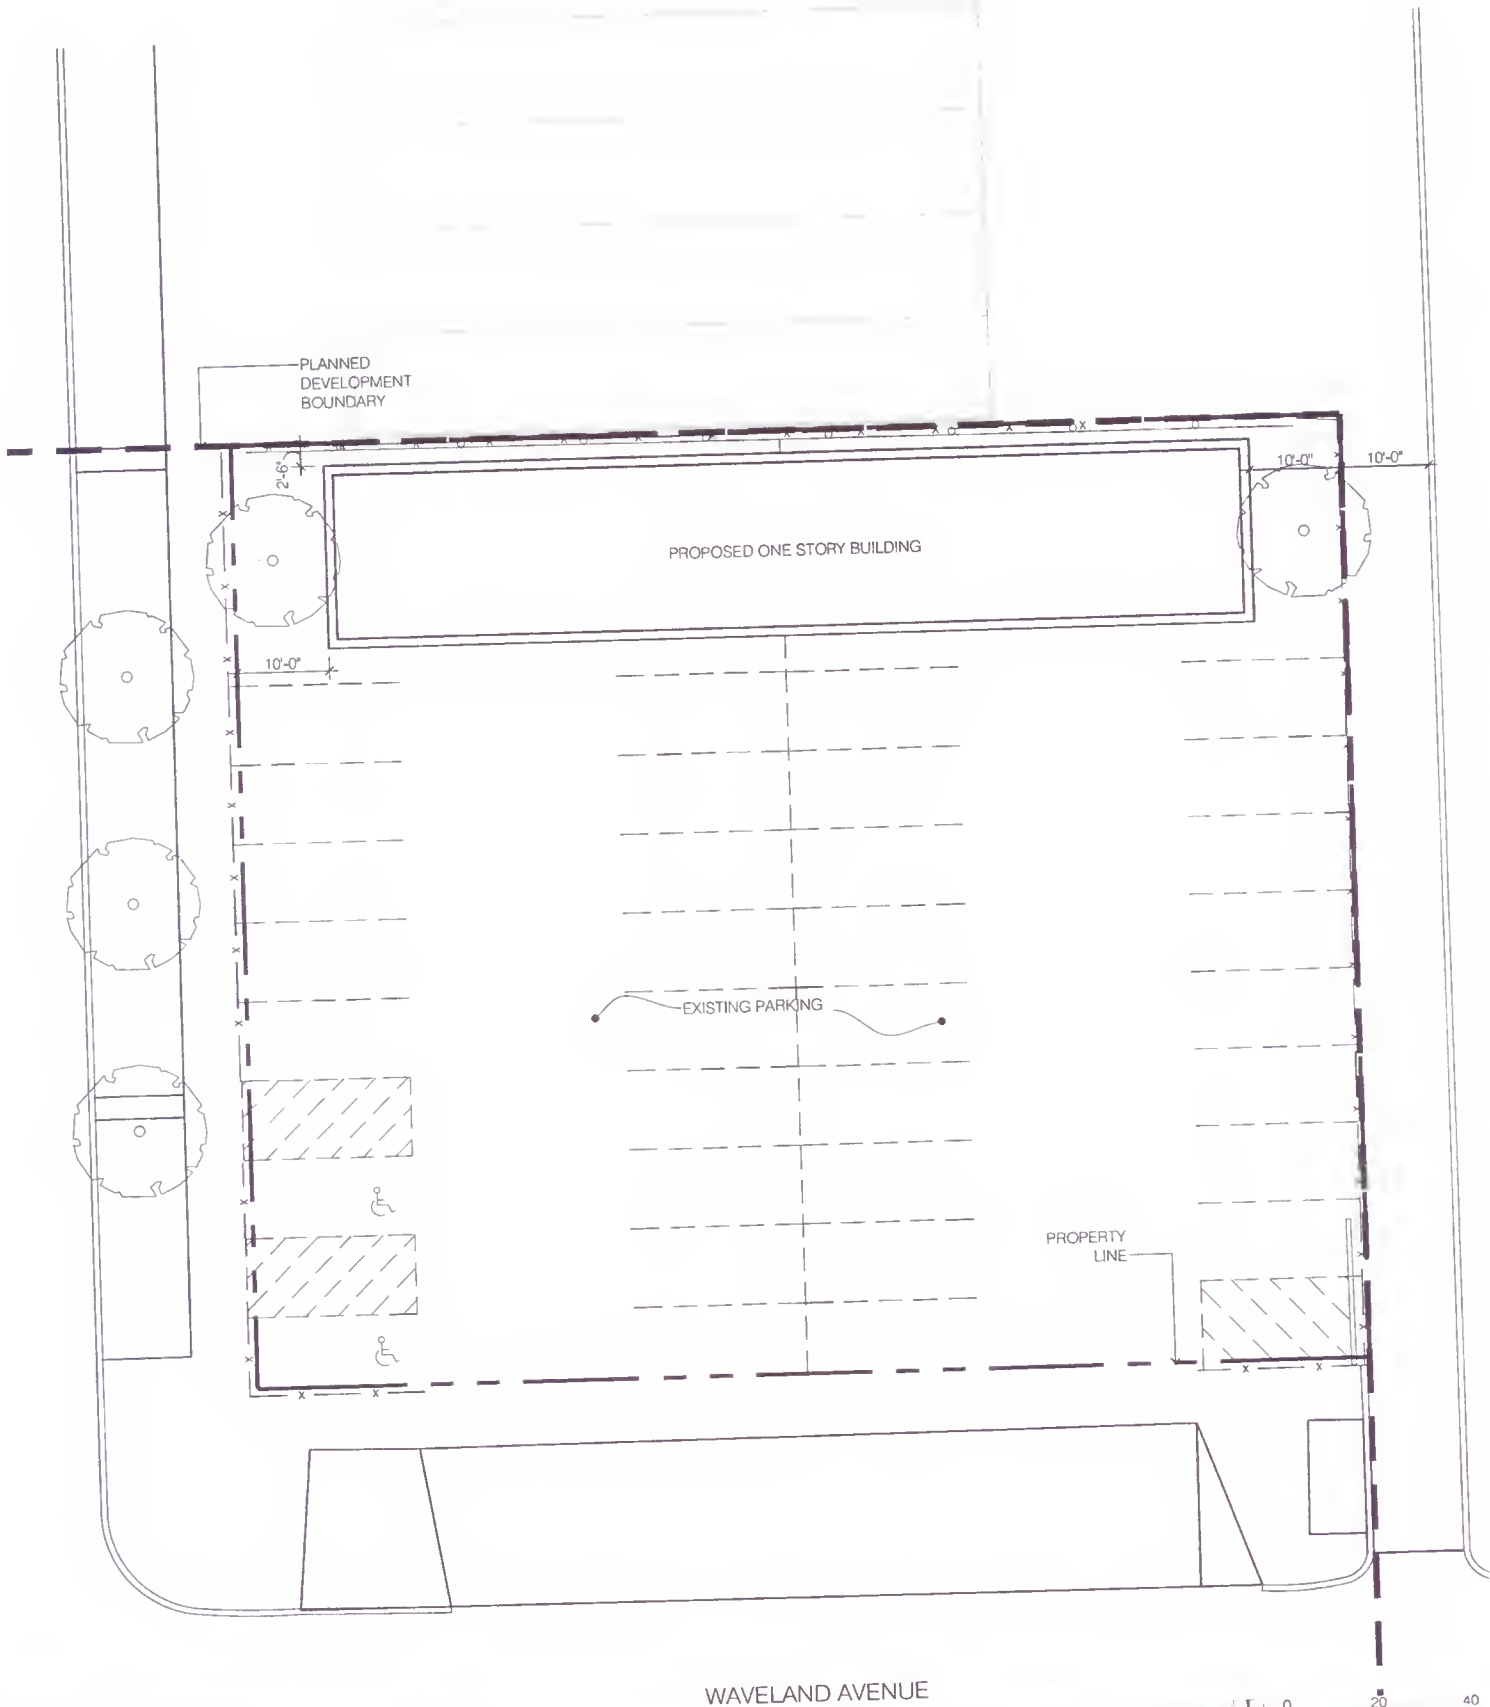 PLANNED
DEVELOPMENT
BOUNDARY
2'-6"
10'-0"
10'-0"
PROPOSED ONE STORY BUILDING
10'-0"
EXISTING PARKING
PROPERTY
LINE
WAVELAND AVENUE
0
20
40